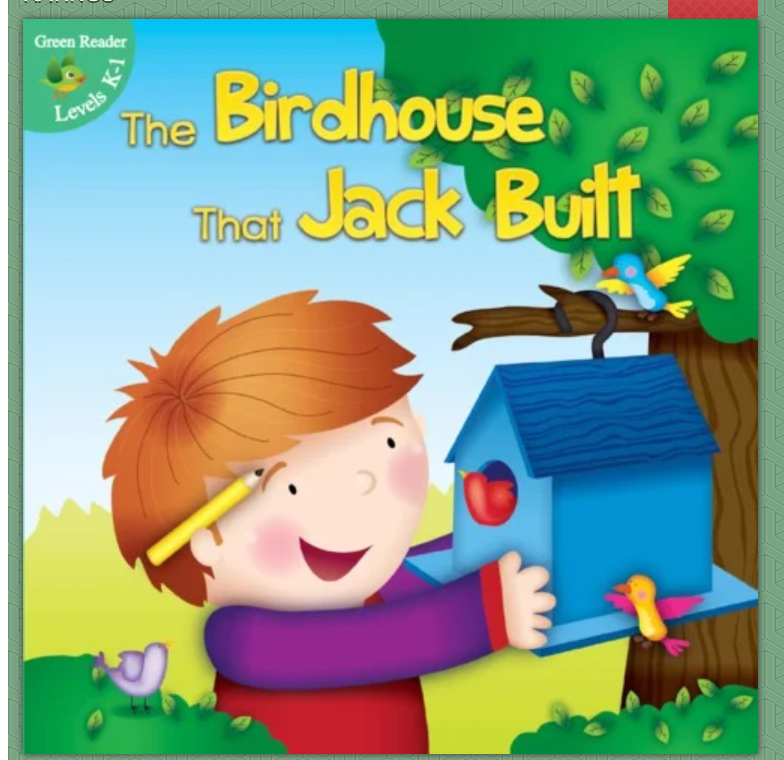 Green Reader
Levels K-1
The Birdhouse
That Jack Built